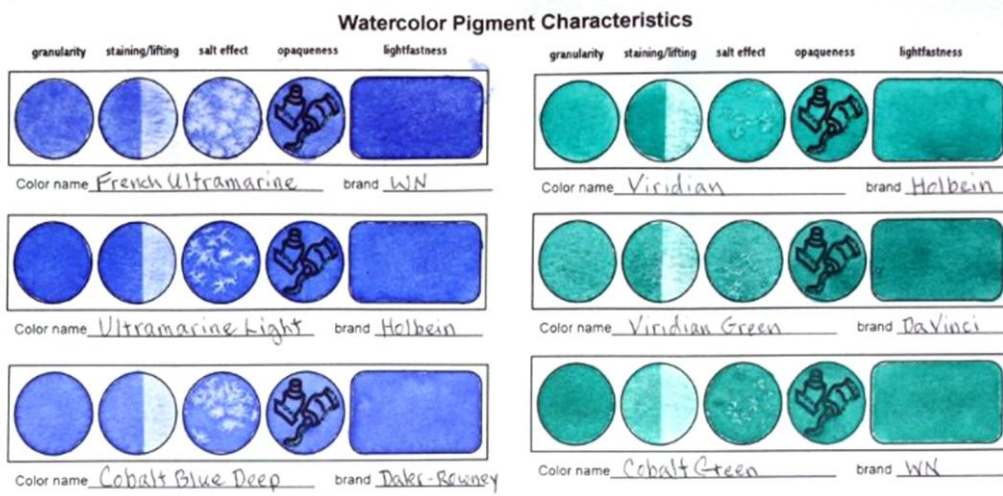 Watercolor Pigment Characteristics
granularity staining/lifting salt effect opaqueness lightfastness
granularity staining/lifting salt effect opaqueness lightfastness
Color name French Ultramarine brand WN
Color name Viridian brand Holbein
Color name Ultramarine Light brand Holbein
Color name Viridian Green brand DaVinci
Color name Cobalt Blue Deep brand Daler-Rowney
Color name Cobalt Green brand WN